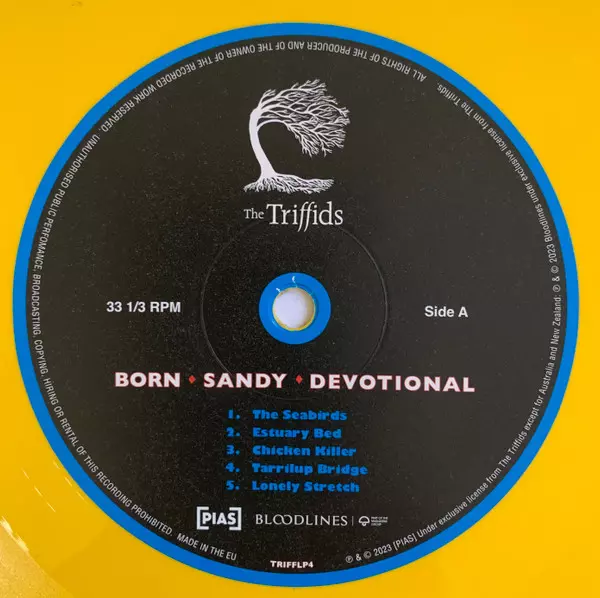 The Triffids
33 1/3 RPM
Side A
BORN ♦ SANDY ♦ DEVOTIONAL
1. The Seabirds
2. Estuary Bed
3. Chicken Killer
4. Tarrilup Bridge
5. Lonely Stretch
[PIAS] BLOODLINES
TRIFFLP4
ALL RIGHTS OF THE PRODUCER AND OF THE OWNER OF THE RECORDED WORK RESERVED. UNAUTHORISED PUBLIC PERFOMANCE. BROADCASTING. COPYING. HIRING OR RENTAL OF THIS RECORDING PROHIBITED. MADE IN THE EU
℗ & © 2023 [PIAS] Under exclusive license from The Triffids except for Australia and New Zealand: ℗ & © 2023 Bloodlines under exclusive license from The Triffids.